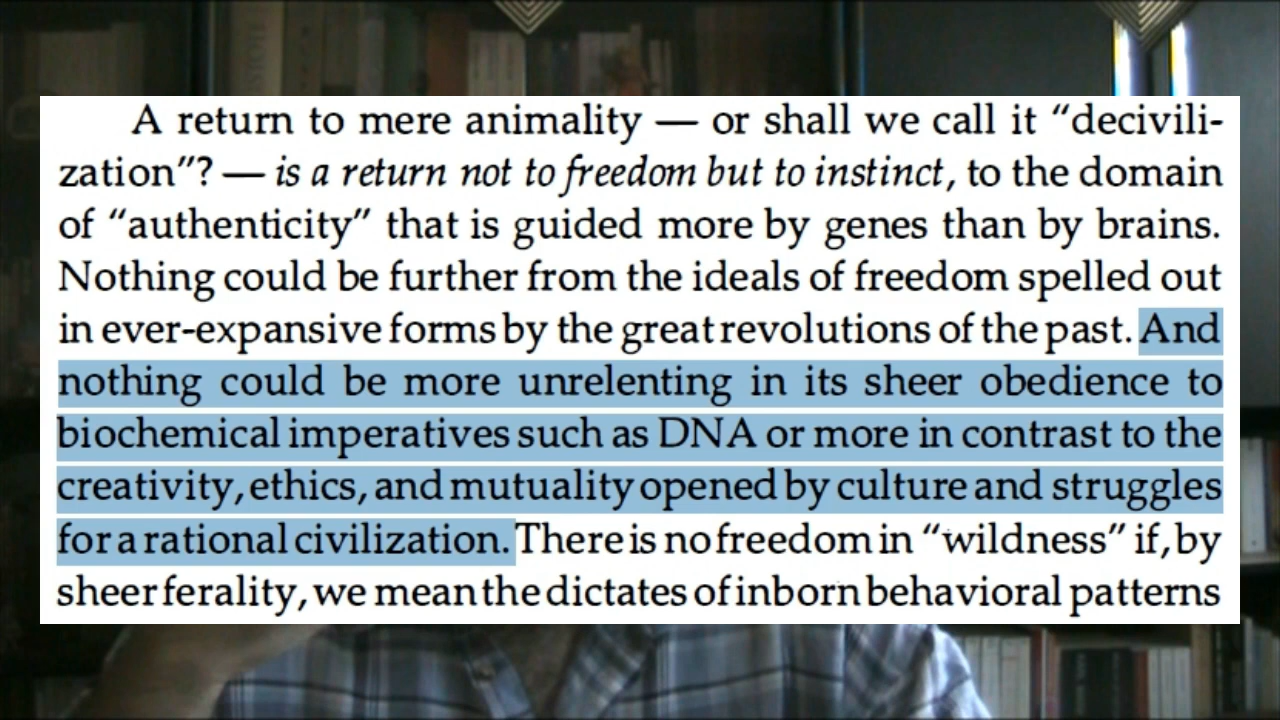 A return to mere animality — or shall we call it “decivili-
zation”? — is a return not to freedom but to instinct, to the domain
of “authenticity” that is guided more by genes than by brains.
Nothing could be further from the ideals of freedom spelled out
in ever-expansive forms by the great revolutions of the past. And
nothing could be more unrelenting in its sheer obedience to
biochemical imperatives such as DNA or more in contrast to the
creativity, ethics, and mutuality opened by culture and struggles
for a rational civilization. There is no freedom in “wildness” if, by
sheer ferality, we mean the dictates of inborn behavioral patterns